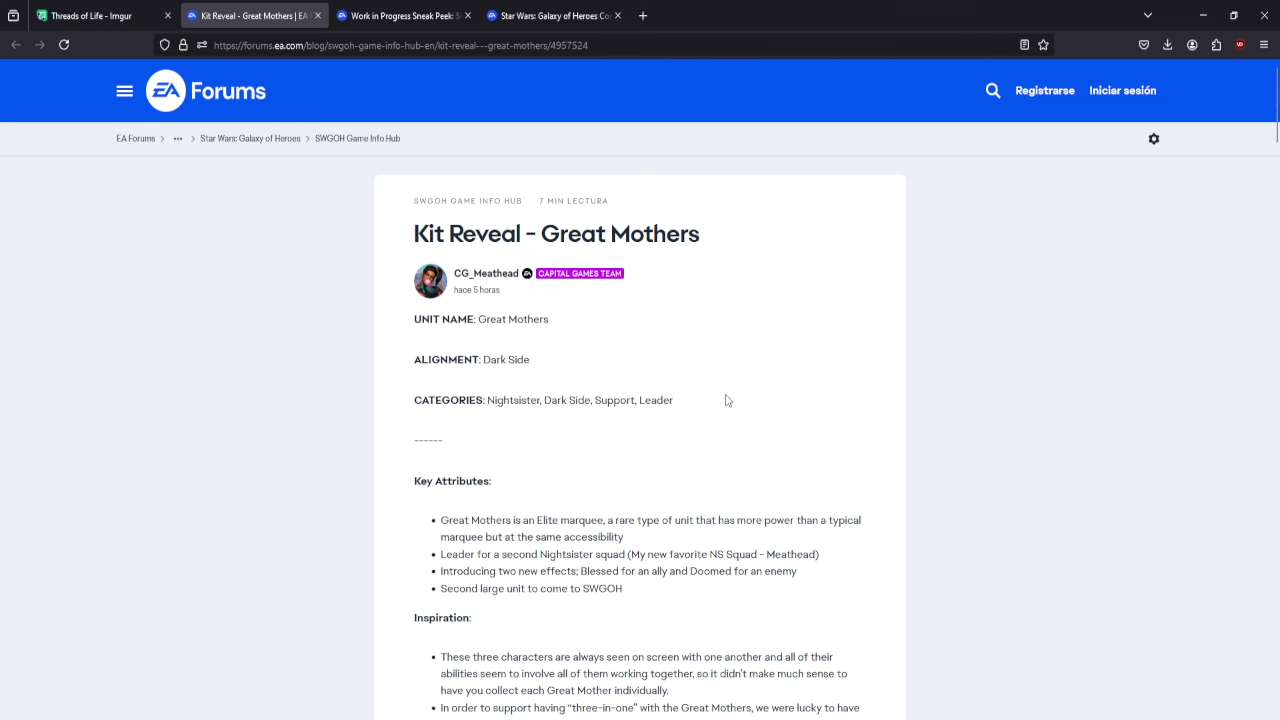 Threads of Life - Imgur
Kit Reveal - Great Mothers | EA F
Work in Progress Sneak Peek: S
Star Wars: Galaxy of Heroes Co
https://forums.ea.com/blog/swgoh-game-info-hub-en/kit-reveal---great-mothers/4957524
EA Forums
Registrarse Iniciar sesión
EA Forums > ••• > Star Wars: Galaxy of Heroes > SWGOH Game Info Hub
SWGOH GAME INFO HUB 7 MIN LECTURA
Kit Reveal - Great Mothers
CG_Meathead EA CAPITAL GAMES TEAM
hace 5 horas
UNIT NAME: Great Mothers
ALIGNMENT: Dark Side
CATEGORIES: Nightsister, Dark Side, Support, Leader
------
Key Attributes:
• Great Mothers is an Elite marquee, a rare type of unit that has more power than a typical
marquee but at the same accessibility
• Leader for a second Nightsister squad (My new favorite NS Squad - Meathead)
• Introducing two new effects; Blessed for an ally and Doomed for an enemy
• Second large unit to come to SWGOH
Inspiration:
• These three characters are always seen on screen with one another and all of their
abilities seem to involve all of them working together, so it didn't make much sense to
have you collect each Great Mother individually.
• In order to support having “three-in-one” with the Great Mothers, we were lucky to have